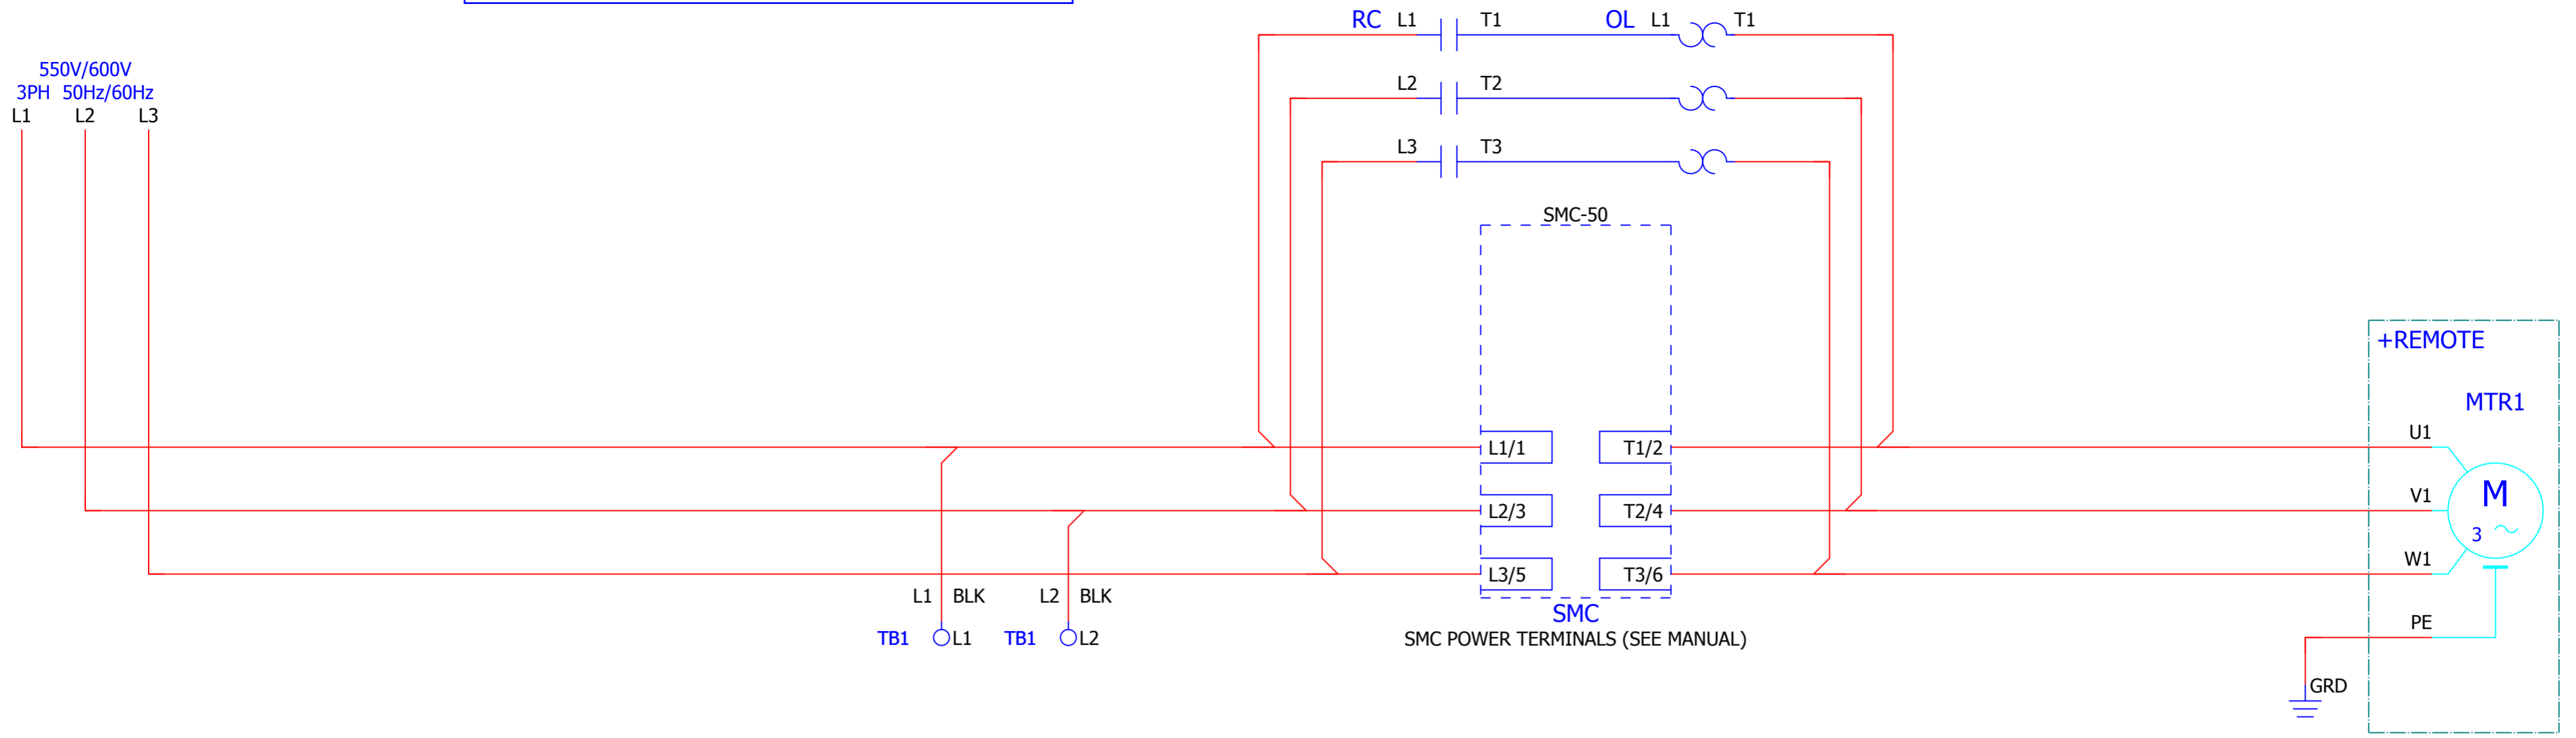 RC L1 T1 OL L1 T1
550V/600V
3PH 50Hz/60Hz
L1 L2 L3
L2 T2
L3 T3
SMC-50
+REMOTE
MTR1
L1/1 T1/2 U1
L2/3 T2/4 V1
M
3
L3/5 T3/6 W1
L1 BLK L2 BLK
SMC
TB1 L1 TB1 L2
SMC POWER TERMINALS (SEE MANUAL)
PE
GRD